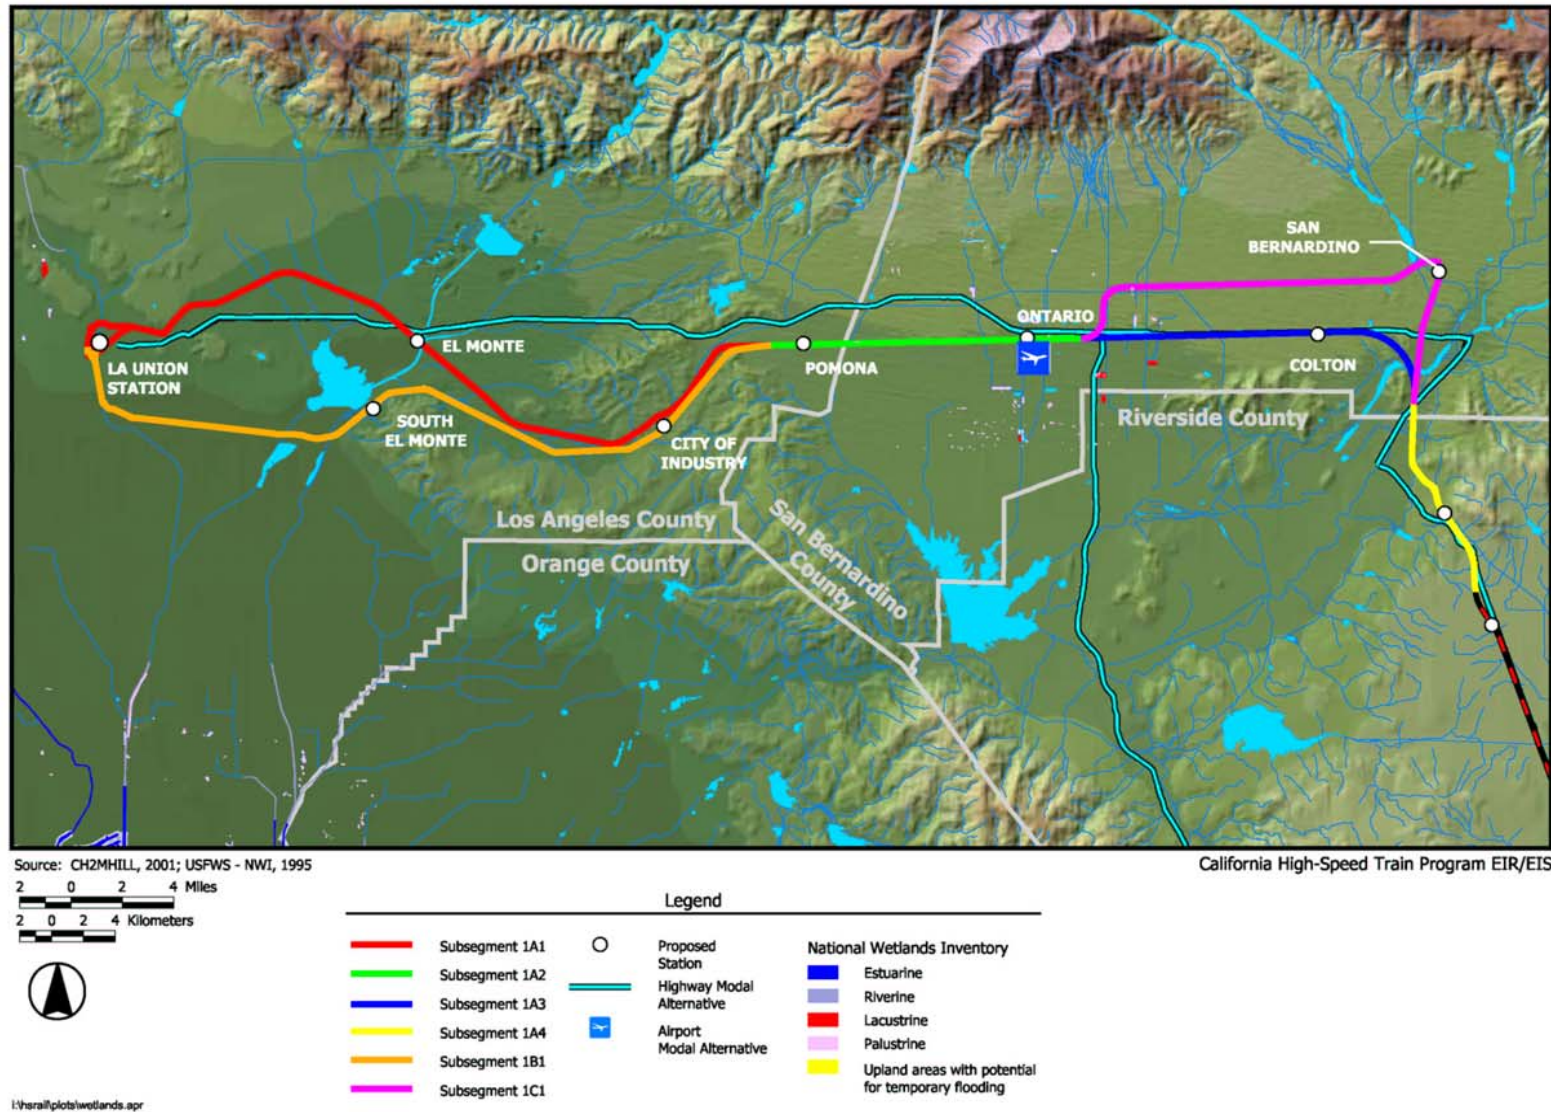 SAN
BERNARDINO
ONTARIO
LA UNION
STATION
EL MONTE
POMONA
COLTON
SOUTH
EL MONTE
CITY OF
INDUSTRY
Riverside County
Los Angeles County
Orange County
San Bernardino
County
Source: CH2MHILL, 2001; USFWS - NWI, 1995
California High-Speed Train Program EIR/EIS
2 0 2 4 Miles
2 0 2 4 Kilometers
Legend
Subsegment 1A1
Subsegment 1A2
Subsegment 1A3
Subsegment 1A4
Subsegment 1B1
Subsegment 1C1
Proposed
Station
Highway Modal
Alternative
Airport
Modal Alternative
National Wetlands Inventory
Estuarine
Riverine
Lacustrine
Palustrine
Upland areas with potential
for temporary flooding
i:\hsrail\plots\wetlands.apr